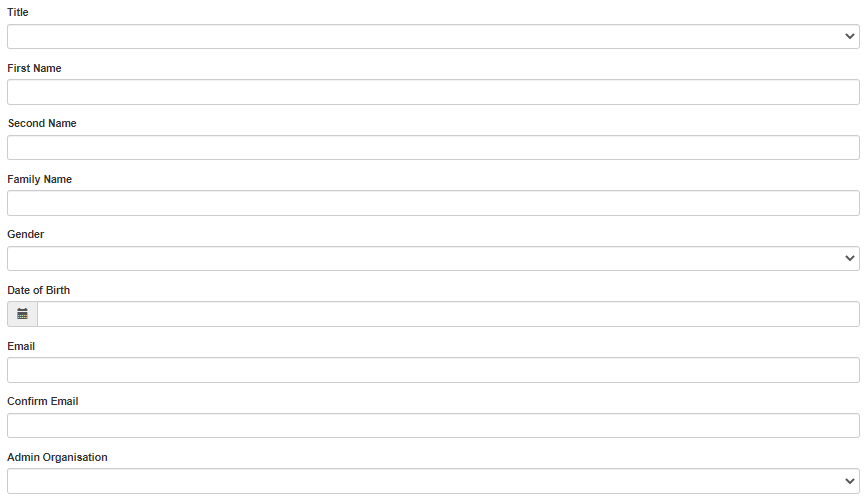 Title
First Name
Second Name
Family Name
Gender
Date of Birth
Email
Confirm Email
Admin Organisation